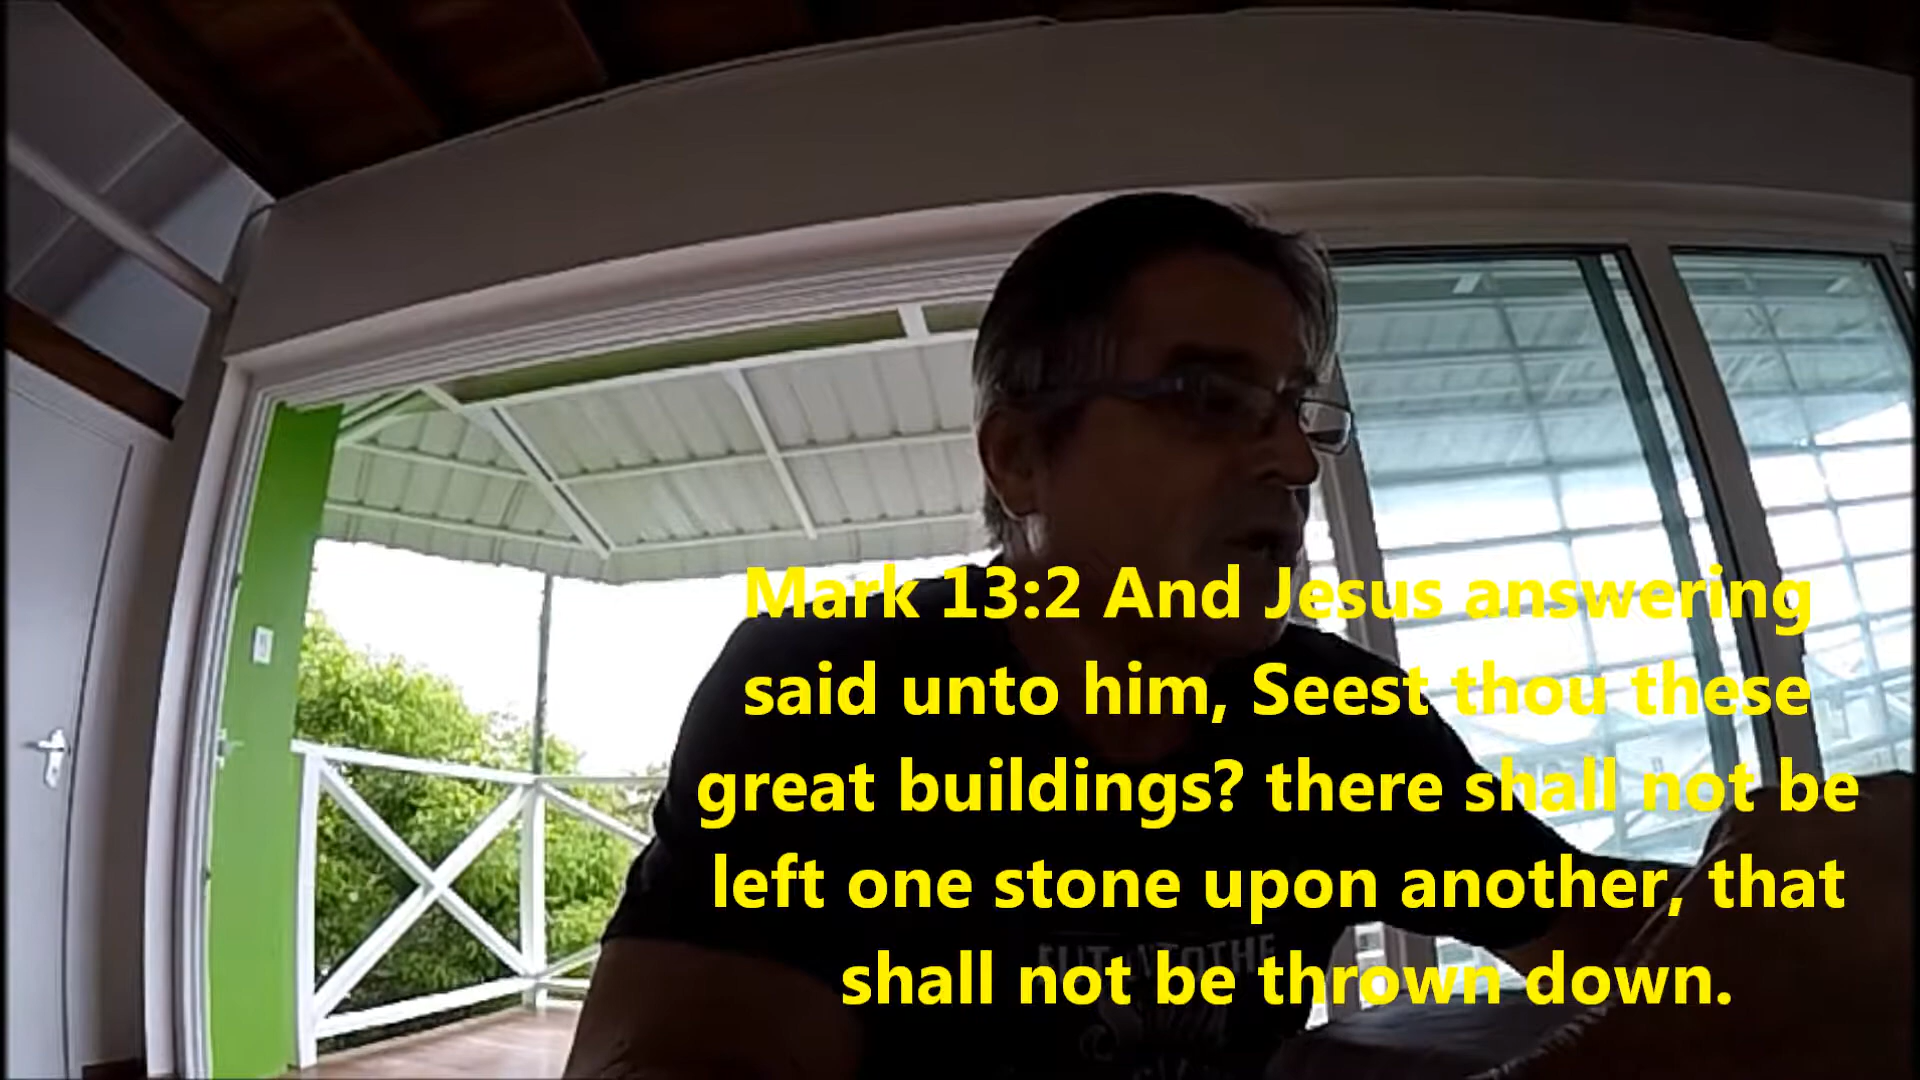 Mark 13:2 And Jesus answering
said unto him, Seest thou these
great buildings? there shall not be
left one stone upon another, that
shall not be thrown down.